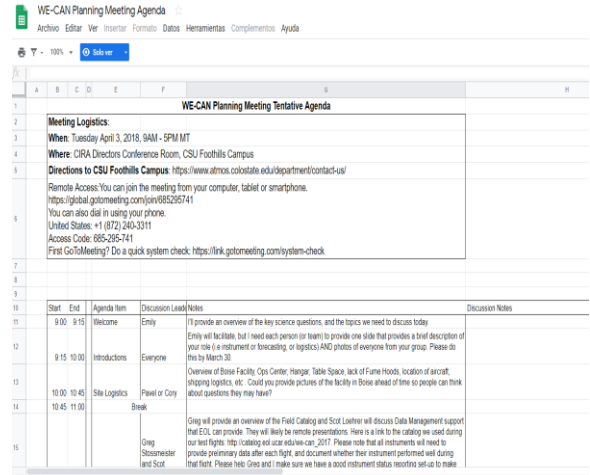 WE-CAN Planning Meeting Agenda
Archivo Editar Ver Insertar Formato Datos Herramientas Complementos Ayuda
100% Solo ver
fx
A B C D E F G H
1 WE-CAN Planning Meeting Tentative Agenda
2 Meeting Logistics:
3 When: Tuesday April 3, 2018, 9AM - 5PM MT
4 Where: CIRA Directors Conference Room, CSU Foothills Campus
5 Directions to CSU Foothills Campus: https://www.atmos.colostate.edu/department/contact-us/
Remote Access:You can join the meeting from your computer, tablet or smartphone.
https://global.gotomeeting.com/join/685295741
You can also dial in using your phone.
6 United States: +1 (872) 240-3311
Access Code: 685-295-741
First GoToMeeting? Do a quick system check: https://link.gotomeeting.com/system-check
7
8
9
10 Start End Agenda Item Discussion Leade Notes Discussion Notes
11 9:00 9:15 Welcome Emily I'll provide an overview of the key science questions, and the topics we need to discuss today.
Emily will facilitate, but I need each person (or team) to provide one slide that provides a brief description of
12 your role (i.e instrument or forecasting, or logistics) AND photos of everyone from your group. Please do
9:15 10:00 Introductions Everyone this by March 30.
Overview of Boise Facility, Ops Center, Hangar, Table Space, lack of Fume Hoods, location of aircraft,
13 shipping logistics, etc . Could you provide pictures of the facility in Boise ahead of time so people can think
10:00 10:45 Site Logistics Pavel or Cory about questions they may have?
14 10:45 11:00 Break
Greg will provide an overview of the Field Catalog and Scot Loehrer will discuss Data Management support
that EOL can provide. They will likely be remote presentations. Here is a link to the catalog we used during
15 Greg our test flights: http://catalog.eol.ucar.edu/we-can_2017. Please note that all instruments will need to
Stossmeister provide preliminary data after each flight, and document whether their instrument performed well during
and Scot that flight. Please help Greg and I make sure we have a good instrument status reporting set-up to make